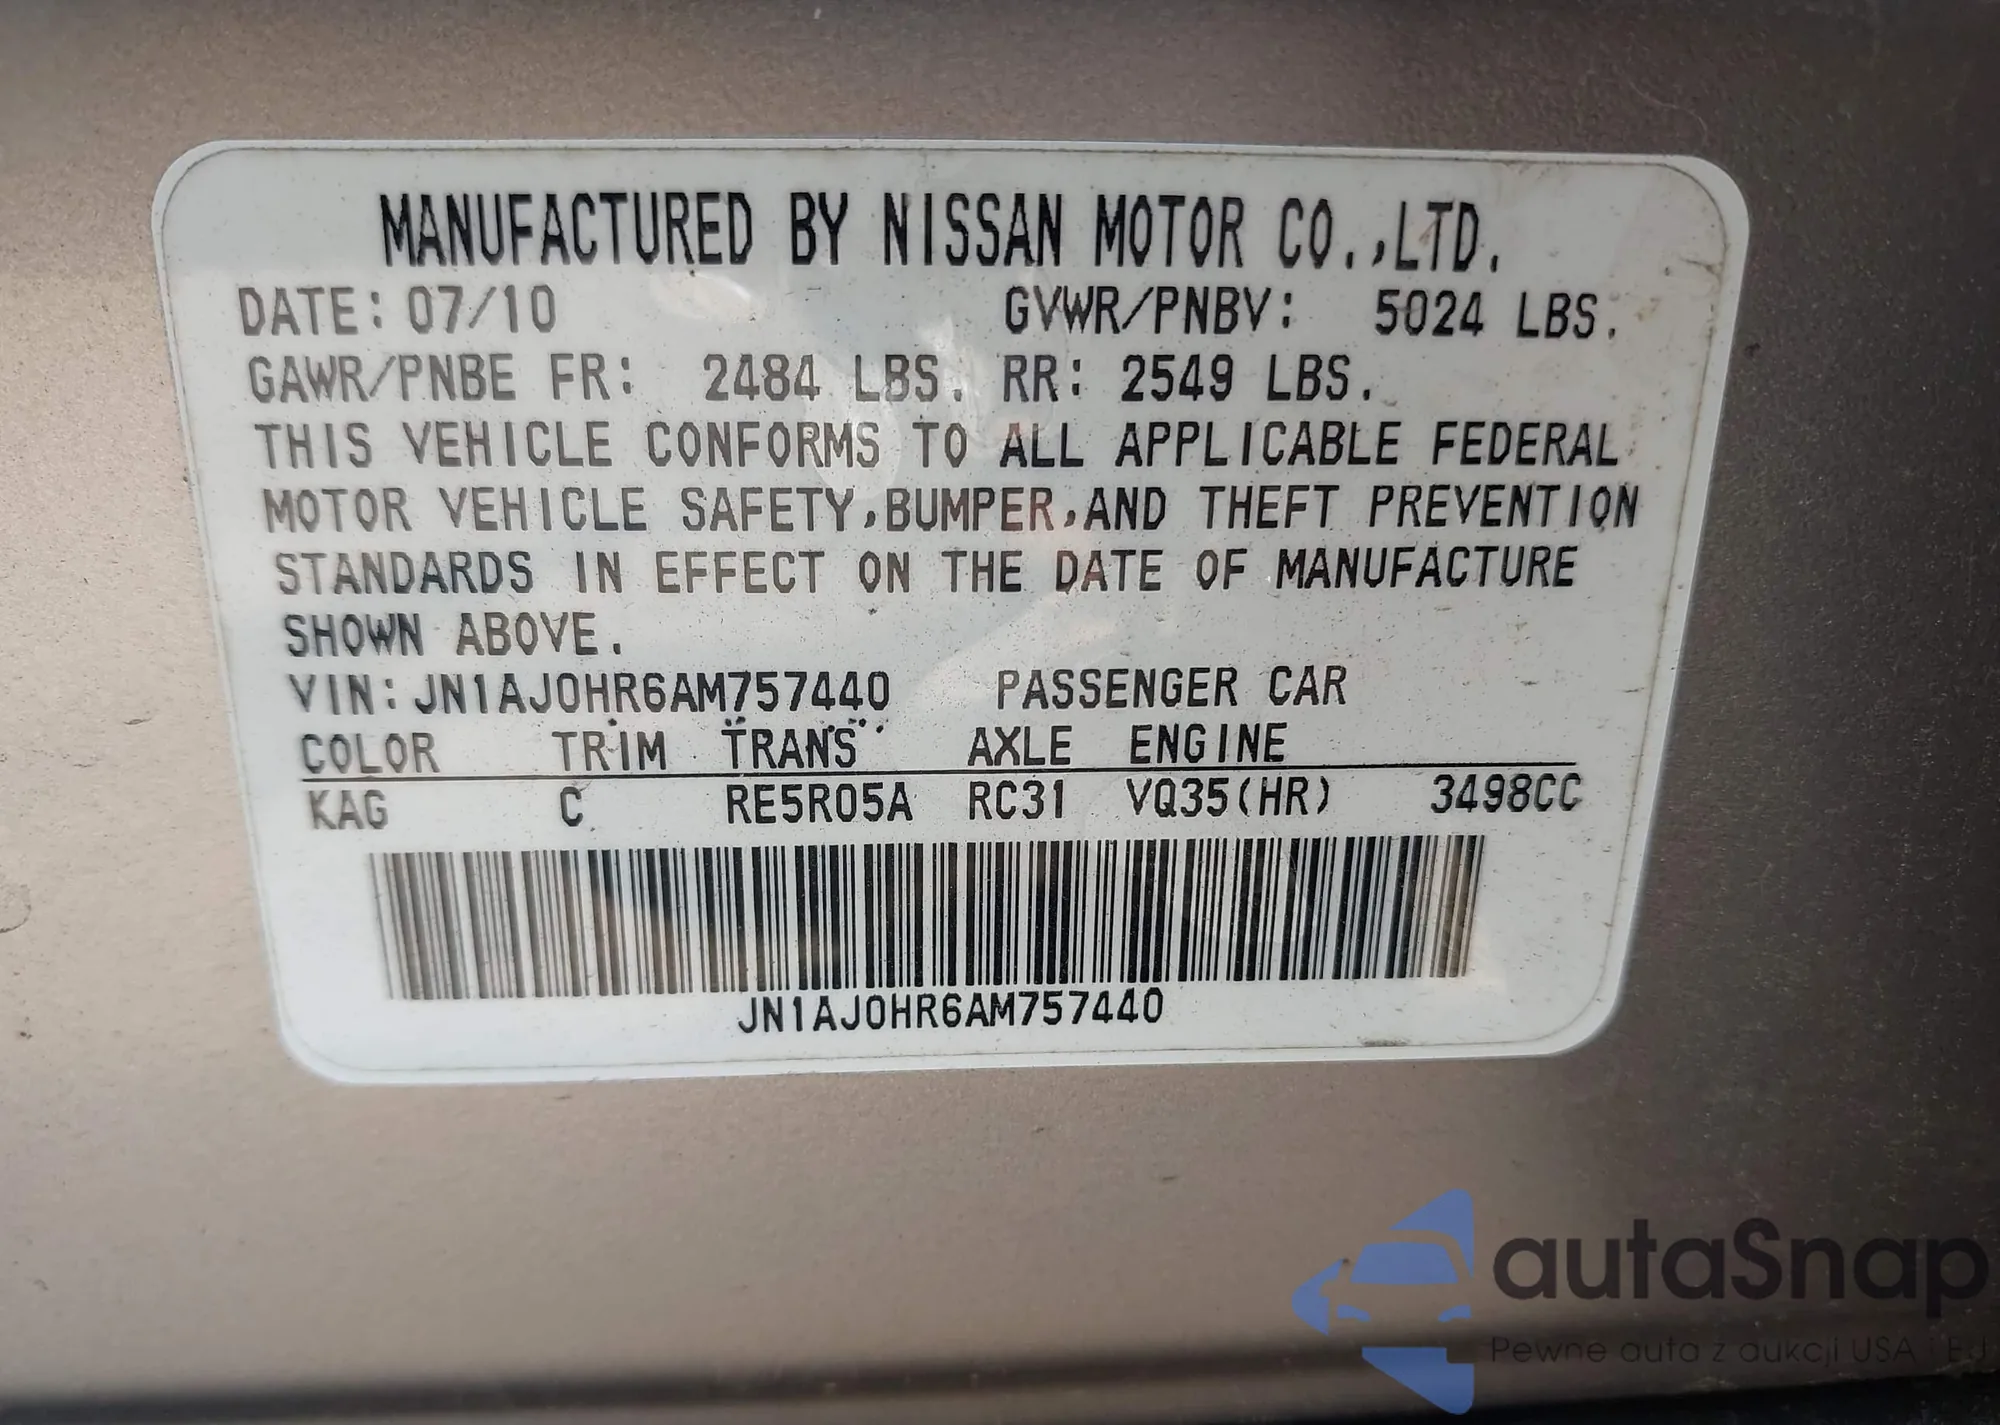 MANUFACTURED BY NISSAN MOTOR CO.,LTD.
DATE: 07/10 GVWR/PNBV: 5024 LBS.
GAWR/PNBE FR: 2484 LBS. RR: 2549 LBS.
THIS VEHICLE CONFORMS TO ALL APPLICABLE FEDERAL
MOTOR VEHICLE SAFETY,BUMPER,AND THEFT PREVENTION
STANDARDS IN EFFECT ON THE DATE OF MANUFACTURE
SHOWN ABOVE.
VIN: JN1AJ0HR6AM757440 PASSENGER CAR
COLOR TRIM TRANS AXLE ENGINE
KAG C RE5R05A RC31 VQ35(HR) 3498CC
JN1AJ0HR6AM757440
autaSnap
Pewne auta z aukcji USA i EU